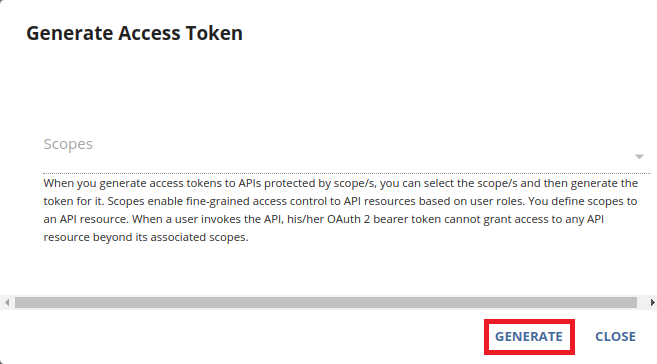 Generate Access Token
Scopes
When you generate access tokens to APIs protected by scope/s, you can select the scope/s and then generate the
token for it. Scopes enable fine-grained access control to API resources based on user roles. You define scopes to
an API resource. When a user invokes the API, his/her OAuth 2 bearer token cannot grant access to any API
resource beyond its associated scopes.
GENERATE CLOSE